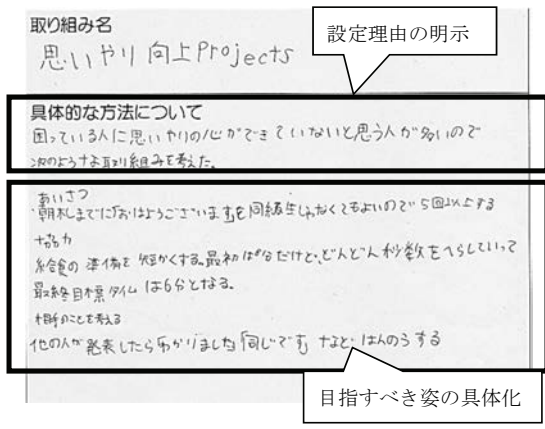 取り組み名
設定理由の明示
思いやり向上Projects
具体的な方法について
困っている人に思いやりの心ができていないと思う人が多いので
次のような取り組みを考えた。
あいさつ
朝礼までに「おはようございます」を同級生じゃなくてもよいので5回以上する
協力
給食の準備を短かくする。最初は 分だけど、どんどん秒数をへらしていって
最終目標タイムは6分となる。
相手のことを考える
他の人が発表したら「わかりました」「同じです」などはんのうする
目指すべき姿の具体化